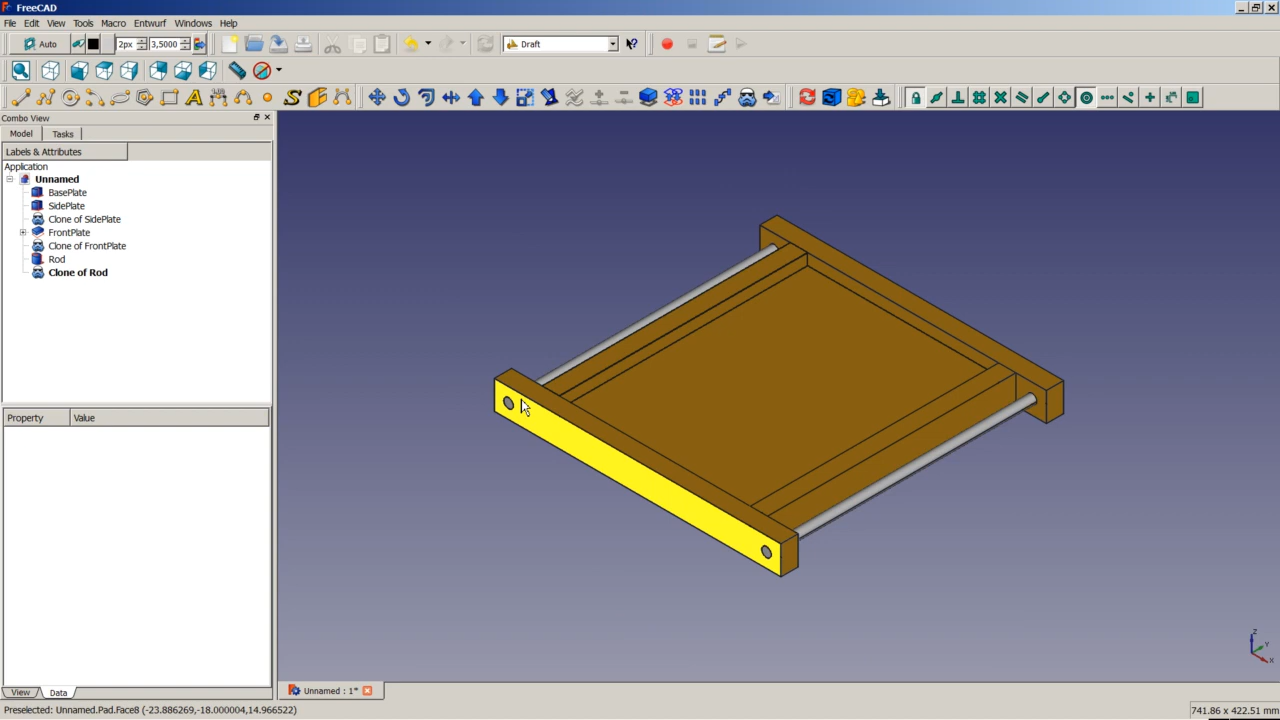 FreeCAD
File Edit View Tools Macro Entwurf Windows Help
Auto 2px 3,5000 Draft
Combo View
Model Tasks
Labels & Attributes
Application
Unnamed
BasePlate
SidePlate
Clone of SidePlate
FrontPlate
Clone of FrontPlate
Rod
Clone of Rod
Property Value
View Data
Unnamed : 1*
Z
Y
X
Preselected: Unnamed.Pad.Face8 (-23.886269,-18.000004,14.966522)
741.86 x 422.51 mm